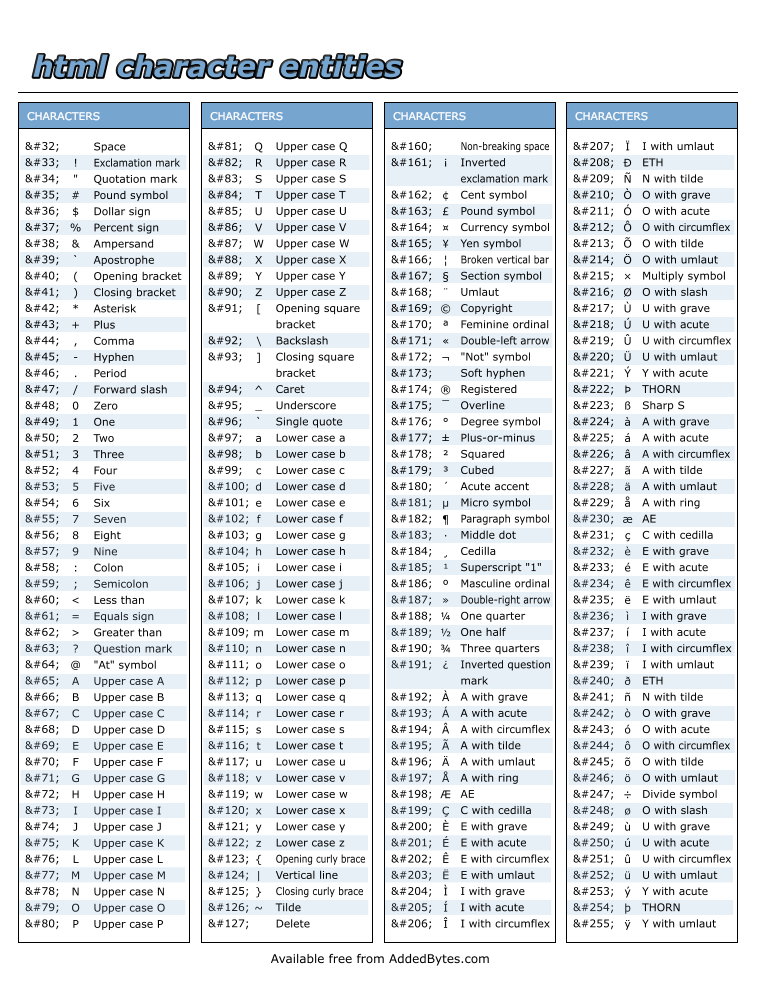 html character entities
CHARACTERS
&#32; Space
&#33; ! Exclamation mark
&#34; " Quotation mark
&#35; # Pound symbol
&#36; $ Dollar sign
&#37; % Percent sign
&#38; & Ampersand
&#39; ` Apostrophe
&#40; ( Opening bracket
&#41; ) Closing bracket
&#42; * Asterisk
&#43; + Plus
&#44; , Comma
&#45; - Hyphen
&#46; . Period
&#47; / Forward slash
&#48; 0 Zero
&#49; 1 One
&#50; 2 Two
&#51; 3 Three
&#52; 4 Four
&#53; 5 Five
&#54; 6 Six
&#55; 7 Seven
&#56; 8 Eight
&#57; 9 Nine
&#58; : Colon
&#59; ; Semicolon
&#60; < Less than
&#61; = Equals sign
&#62; > Greater than
&#63; ? Question mark
&#64; @ "At" symbol
&#65; A Upper case A
&#66; B Upper case B
&#67; C Upper case C
&#68; D Upper case D
&#69; E Upper case E
&#70; F Upper case F
&#71; G Upper case G
&#72; H Upper case H
&#73; I Upper case I
&#74; J Upper case J
&#75; K Upper case K
&#76; L Upper case L
&#77; M Upper case M
&#78; N Upper case N
&#79; O Upper case O
&#80; P Upper case P
CHARACTERS
&#81; Q Upper case Q
&#82; R Upper case R
&#83; S Upper case S
&#84; T Upper case T
&#85; U Upper case U
&#86; V Upper case V
&#87; W Upper case W
&#88; X Upper case X
&#89; Y Upper case Y
&#90; Z Upper case Z
&#91; [ Opening square
bracket
&#92; \ Backslash
&#93; ] Closing square
bracket
&#94; ^ Caret
&#95; _ Underscore
&#96; ` Single quote
&#97; a Lower case a
&#98; b Lower case b
&#99; c Lower case c
&#100; d Lower case d
&#101; e Lower case e
&#102; f Lower case f
&#103; g Lower case g
&#104; h Lower case h
&#105; i Lower case i
&#106; j Lower case j
&#107; k Lower case k
&#108; l Lower case l
&#109; m Lower case m
&#110; n Lower case n
&#111; o Lower case o
&#112; p Lower case p
&#113; q Lower case q
&#114; r Lower case r
&#115; s Lower case s
&#116; t Lower case t
&#117; u Lower case u
&#118; v Lower case v
&#119; w Lower case w
&#120; x Lower case x
&#121; y Lower case y
&#122; z Lower case z
&#123; { Opening curly brace
&#124; | Vertical line
&#125; } Closing curly brace
&#126; ~ Tilde
&#127; Delete
CHARACTERS
&#160; Non-breaking space
&#161; ¡ Inverted
exclamation mark
&#162; ¢ Cent symbol
&#163; £ Pound symbol
&#164; ¤ Currency symbol
&#165; ¥ Yen symbol
&#166; ¦ Broken vertical bar
&#167; § Section symbol
&#168; ¨ Umlaut
&#169; © Copyright
&#170; ª Feminine ordinal
&#171; « Double-left arrow
&#172; ¬ "Not" symbol
&#173; Soft hyphen
&#174; ® Registered
&#175; ¯ Overline
&#176; ° Degree symbol
&#177; ± Plus-or-minus
&#178; ² Squared
&#179; ³ Cubed
&#180; ´ Acute accent
&#181; µ Micro symbol
&#182; ¶ Paragraph symbol
&#183; · Middle dot
&#184; ¸ Cedilla
&#185; ¹ Superscript "1"
&#186; º Masculine ordinal
&#187; » Double-right arrow
&#188; ¼ One quarter
&#189; ½ One half
&#190; ¾ Three quarters
&#191; ¿ Inverted question
mark
&#192; À A with grave
&#193; Á A with acute
&#194; Â A with circumflex
&#195; Ã A with tilde
&#196; Ä A with umlaut
&#197; Å A with ring
&#198; Æ AE
&#199; Ç C with cedilla
&#200; È E with grave
&#201; É E with acute
&#202; Ê E with circumflex
&#203; Ë E with umlaut
&#204; Ì I with grave
&#205; Í I with acute
&#206; Î I with circumflex
CHARACTERS
&#207; Ï I with umlaut
&#208; Ð ETH
&#209; Ñ N with tilde
&#210; Ò O with grave
&#211; Ó O with acute
&#212; Ô O with circumflex
&#213; Õ O with tilde
&#214; Ö O with umlaut
&#215; × Multiply symbol
&#216; Ø O with slash
&#217; Ù U with grave
&#218; Ú U with acute
&#219; Û U with circumflex
&#220; Ü U with umlaut
&#221; Ý Y with acute
&#222; Þ THORN
&#223; ß Sharp S
&#224; à A with grave
&#225; á A with acute
&#226; â A with circumflex
&#227; ã A with tilde
&#228; ä A with umlaut
&#229; å A with ring
&#230; æ AE
&#231; ç C with cedilla
&#232; è E with grave
&#233; é E with acute
&#234; ê E with circumflex
&#235; ë E with umlaut
&#236; ì I with grave
&#237; í I with acute
&#238; î I with circumflex
&#239; ï I with umlaut
&#240; ð ETH
&#241; ñ N with tilde
&#242; ò O with grave
&#243; ó O with acute
&#244; ô O with circumflex
&#245; õ O with tilde
&#246; ö O with umlaut
&#247; ÷ Divide symbol
&#248; ø O with slash
&#249; ù U with grave
&#250; ú U with acute
&#251; û U with circumflex
&#252; ü U with umlaut
&#253; ý Y with acute
&#254; þ THORN
&#255; ÿ Y with umlaut
Available free from AddedBytes.com